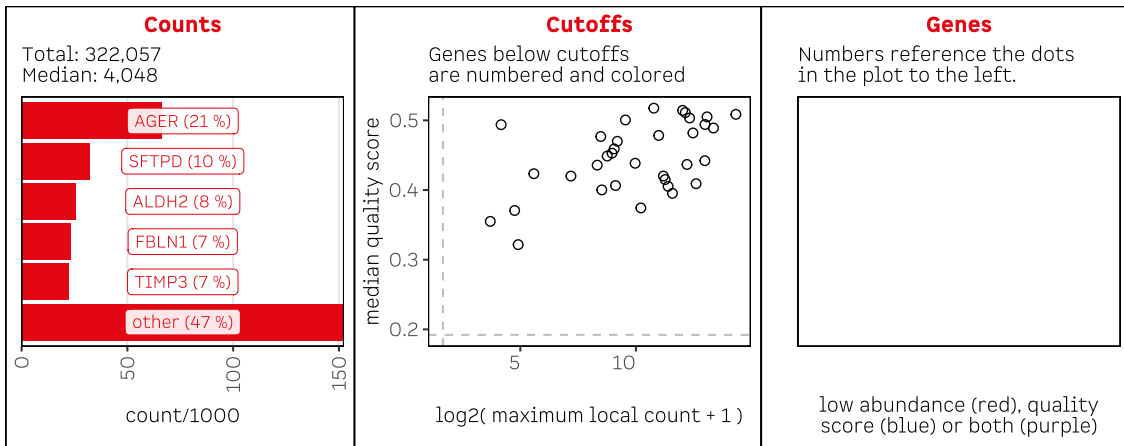 Counts
Total: 322,057
Median: 4,048
AGER (21 %)
SFTPD (10 %)
ALDH2 (8 %)
FBLN1 (7 %)
TIMP3 (7 %)
other (47 %)
0
50
100
150
count/1000
Cutoffs
Genes below cutoffs
are numbered and colored
median quality score
0.5
0.4
0.3
0.2
5
10
log2( maximum local count + 1 )
Genes
Numbers reference the dots
in the plot to the left.
low abundance (red), quality
score (blue) or both (purple)